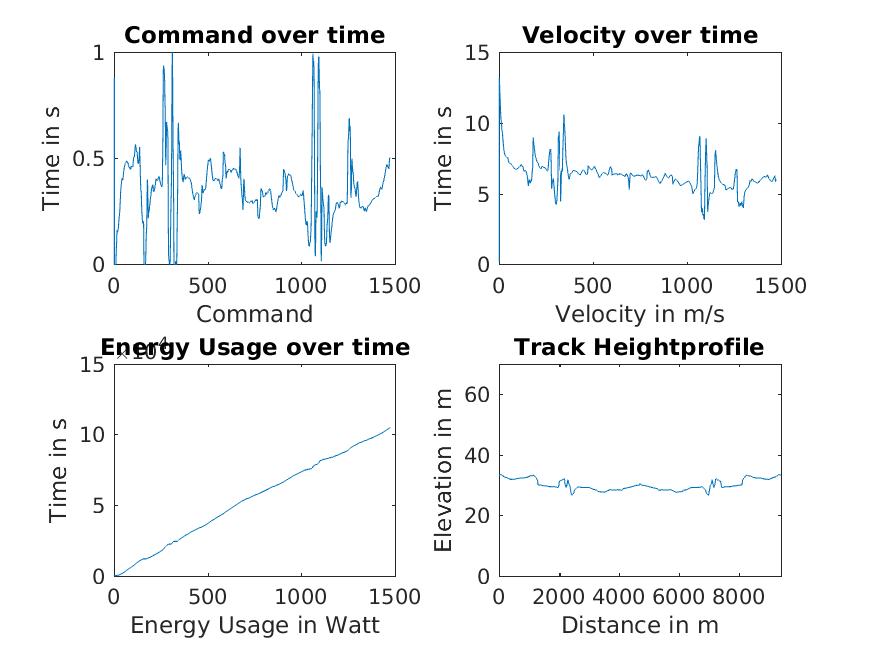 Command over time
1
0.5
0
Time in s
0 500 1000 1500
Command
Velocity over time
15
10
5
0
Time in s
0 500 1000 1500
Velocity in m/s
Energy Usage over time
×10^4
15
10
5
0
Time in s
0 500 1000 1500
Energy Usage in Watt
Track Heightprofile
60
40
20
0
Elevation in m
0 2000 4000 6000 8000
Distance in m